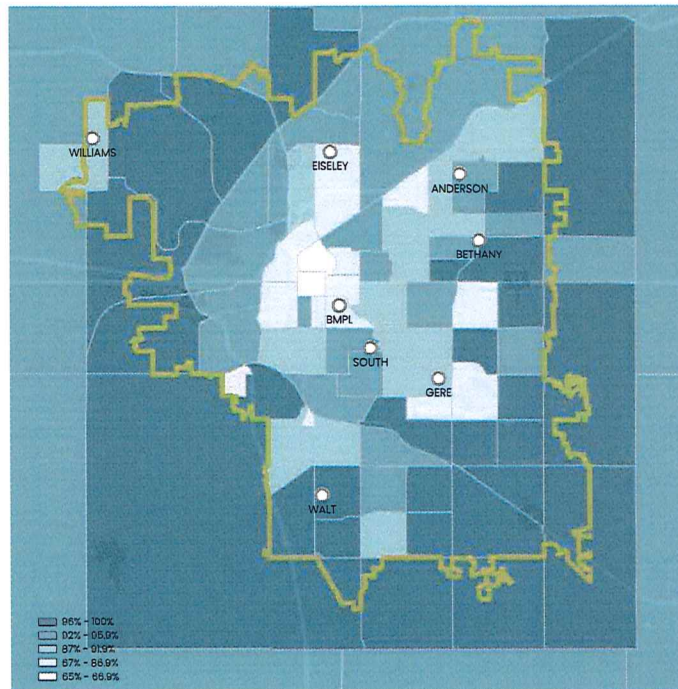 WILLIAMS
EISELEY
ANDERSON
BETHANY
BMPL
SOUTH
GERE
WALT
96% - 100%
92% - 95.9%
87% - 91.9%
67% - 86.9%
65% - 66.9%